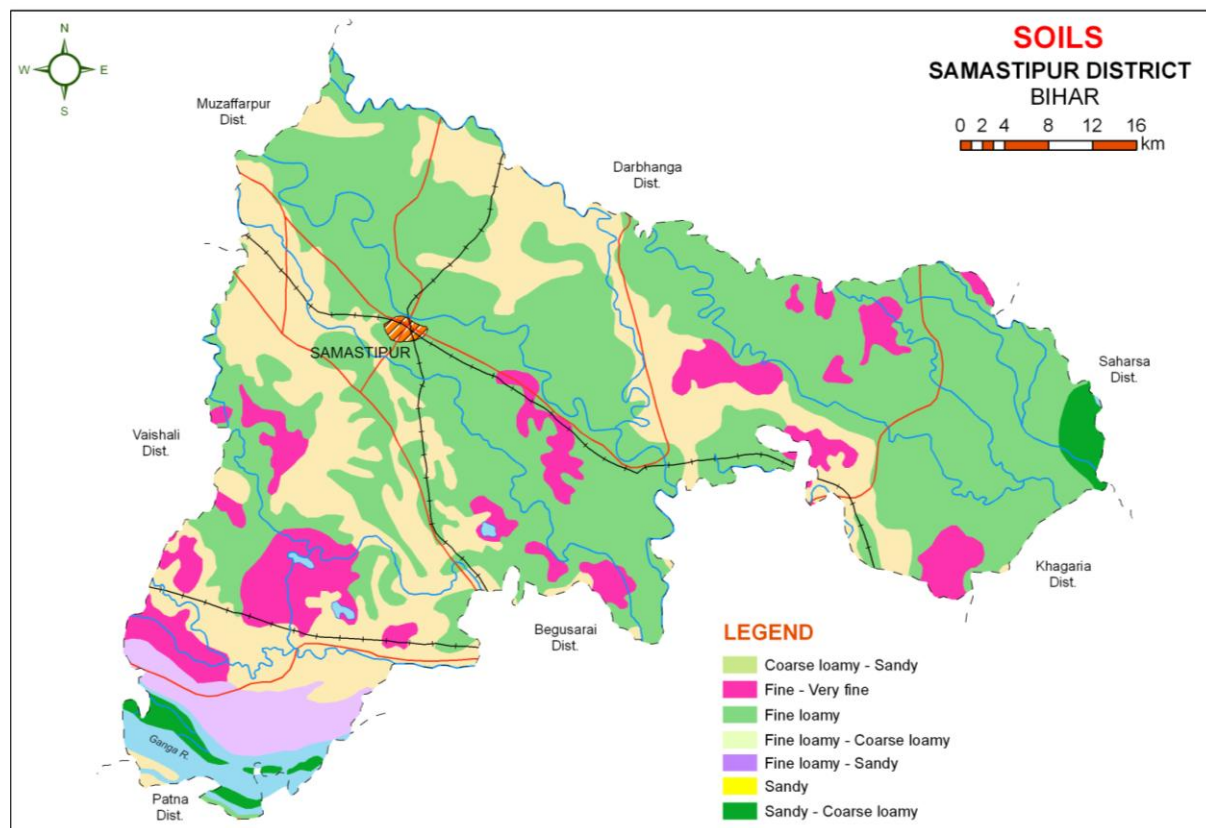 N
W E
S
SOILS
SAMASTIPUR DISTRICT
BIHAR
0 2 4 8 12 16
km
Muzaffarpur
Dist.
Darbhanga
Dist.
SAMASTIPUR
Saharsa
Dist.
Vaishali
Dist.
Khagaria
Dist.
Begusarai
Dist.
Ganga R.
Patna
Dist.
LEGEND
Coarse loamy - Sandy
Fine - Very fine
Fine loamy
Fine loamy - Coarse loamy
Fine loamy - Sandy
Sandy
Sandy - Coarse loamy